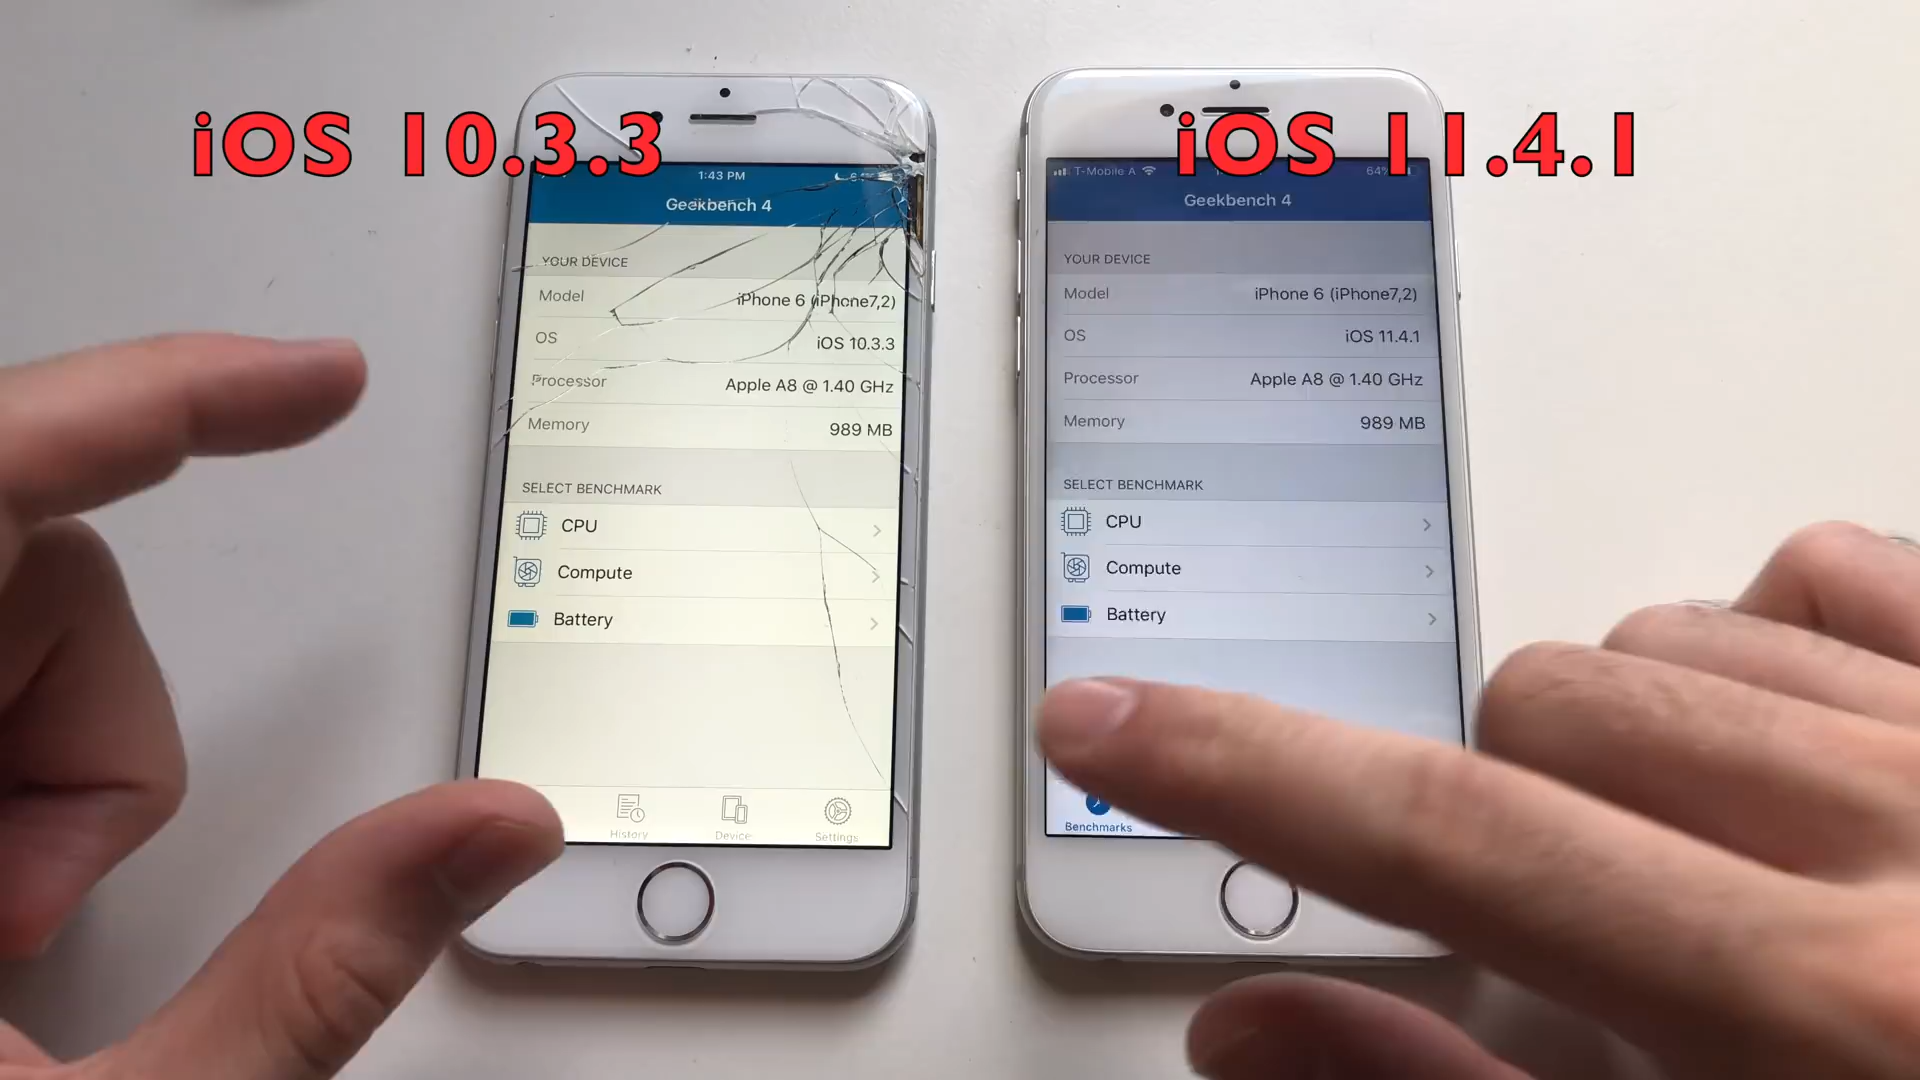 iOS 10.3.3
1:43 PM
Geekbench 4
YOUR DEVICE
Model iPhone 6 (iPhone7,2)
OS iOS 10.3.3
Processor Apple A8 @ 1.40 GHz
Memory 989 MB
SELECT BENCHMARK
CPU
Compute
Battery
History Device Settings
iOS 11.4.1
T-Mobile A 64%
Geekbench 4
YOUR DEVICE
Model iPhone 6 (iPhone7,2)
OS iOS 11.4.1
Processor Apple A8 @ 1.40 GHz
Memory 989 MB
SELECT BENCHMARK
CPU
Compute
Battery
Benchmarks